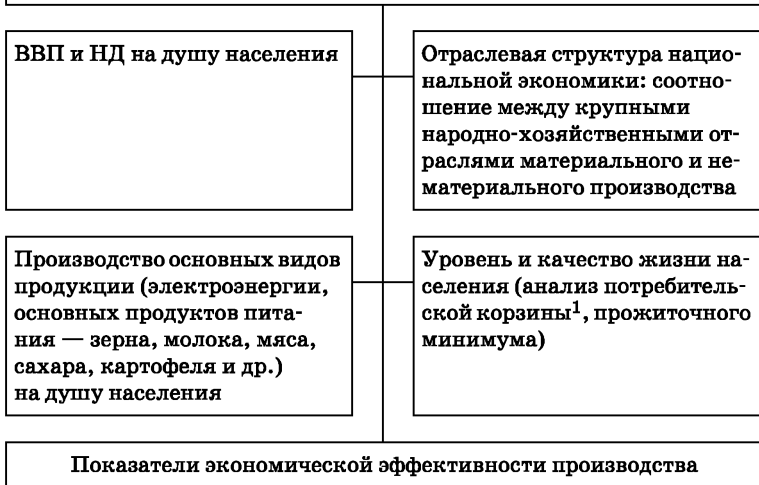 ВВП и НД на душу населения
Отраслевая структура нацио-
нальной экономики: соотно-
шение между крупными
народно-хозяйственными от-
раслями материального и не-
материального производства
Производство основных видов
продукции (электроэнергии,
основных продуктов пита-
ния — зерна, молока, мяса,
сахара, картофеля и др.)
на душу населения
Уровень и качество жизни на-
селения (анализ потребитель-
ской корзины¹, прожиточного
минимума)
Показатели экономической эффективности производства